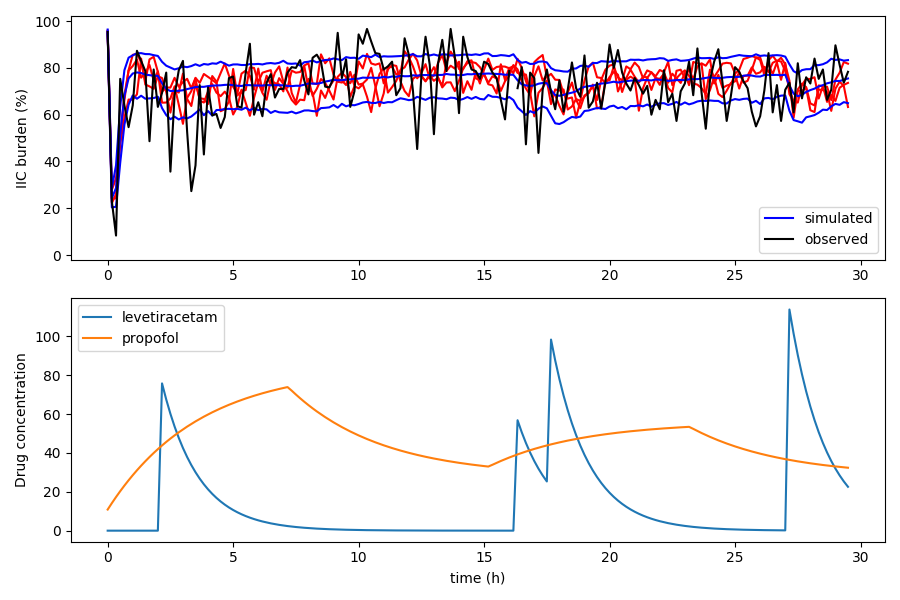 100
80
60
40
20
0
IIC burden (%)
simulated
observed
0 5 10 15 20 25 30
levetiracetam
propofol
100
80
60
40
20
0
Drug concentration
0 5 10 15 20 25 30
time (h)